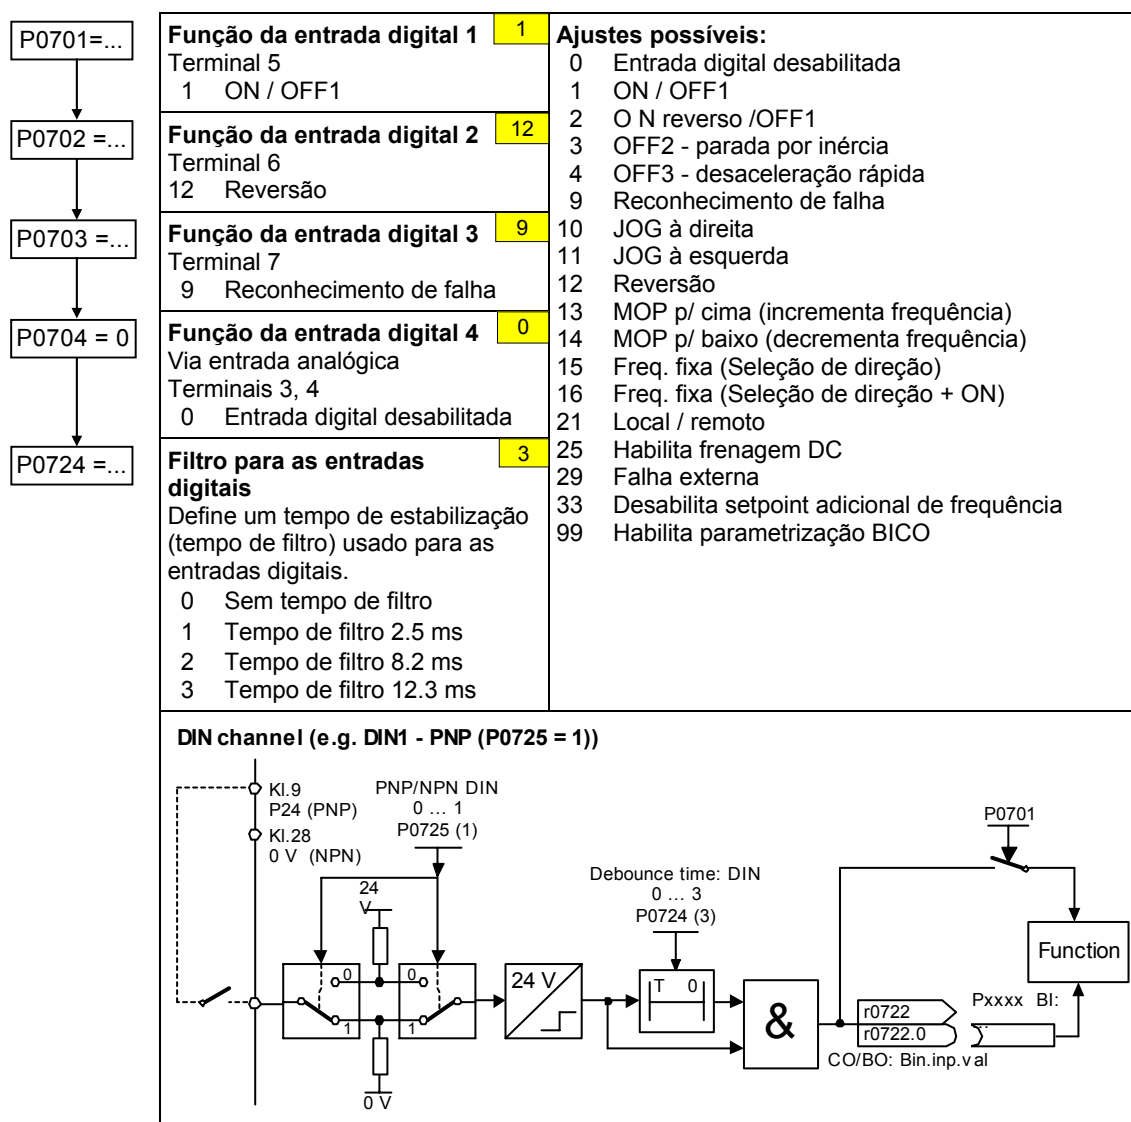 P0701=...
P0702 =...
P0703 =...
P0704 = 0
P0724 =...
Função da entrada digital 1
1
Terminal 5
1 ON / OFF1
Função da entrada digital 2
12
Terminal 6
12 Reversão
Função da entrada digital 3
9
Terminal 7
9 Reconhecimento de falha
Função da entrada digital 4
0
Via entrada analógica
Terminais 3, 4
0 Entrada digital desabilitada
Filtro para as entradas
3
digitais
Define um tempo de estabilização
(tempo de filtro) usado para as
entradas digitais.
0 Sem tempo de filtro
1 Tempo de filtro 2.5 ms
2 Tempo de filtro 8.2 ms
3 Tempo de filtro 12.3 ms
Ajustes possíveis:
0 Entrada digital desabilitada
1 ON / OFF1
2 O N reverso /OFF1
3 OFF2 - parada por inércia
4 OFF3 - desaceleração rápida
9 Reconhecimento de falha
10 JOG à direita
11 JOG à esquerda
12 Reversão
13 MOP p/ cima (incrementa frequência)
14 MOP p/ baixo (decrementa frequência)
15 Freq. fixa (Seleção de direção)
16 Freq. fixa (Seleção de direção + ON)
21 Local / remoto
25 Habilita frenagem DC
29 Falha externa
33 Desabilita setpoint adicional de frequência
99 Habilita parametrização BICO
DIN channel (e.g. DIN1 - PNP (P0725 = 1))
Kl.9
P24 (PNP)
Kl.28
0 V (NPN)
PNP/NPN DIN
0 ... 1
P0725 (1)
24
V
0
1
0
1
0 V
24 V
Debounce time: DIN
0 ... 3
P0724 (3)
T 0
&
P0701
r0722
r0722.0
CO/BO: Bin.inp.val
Pxxxx BI:
..
Function